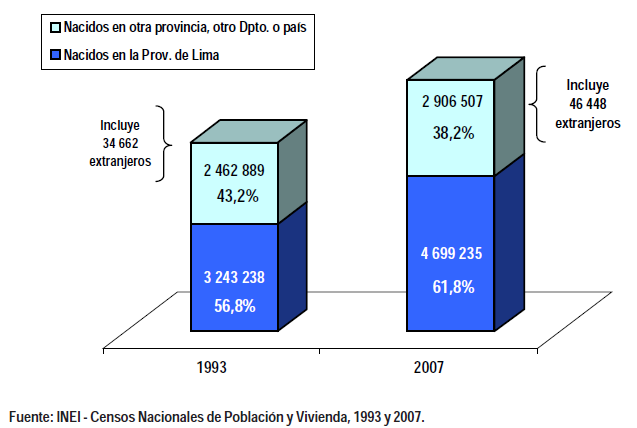 Nacidos en otra provincia, otro Dpto. o país
Nacidos en la Prov. de Lima
Incluye
34 662
extranjeros
2 462 889
43,2%
3 243 238
56,8%
2 906 507
38,2%
4 699 235
61,8%
Incluye
46 448
extranjeros
1993
2007
Fuente: INEI - Censos Nacionales de Población y Vivienda, 1993 y 2007.